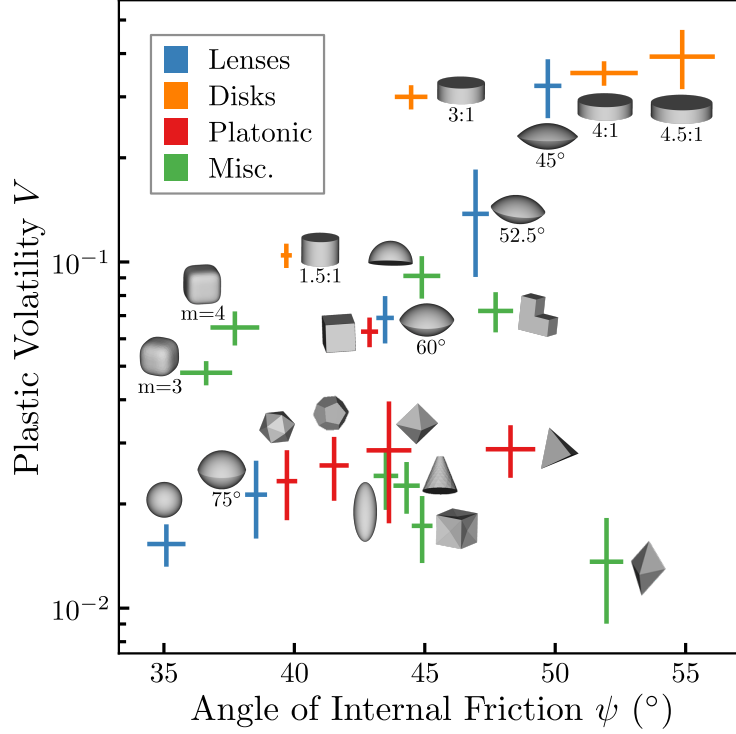 Lenses
Disks
Platonic
Misc.
3:1
4:1
4.5:1
45°
52.5°
1.5:1
m=4
60°
m=3
75°
10⁻¹
10⁻²
Plastic Volatility V
35 40 45 50 55
Angle of Internal Friction ψ (°)